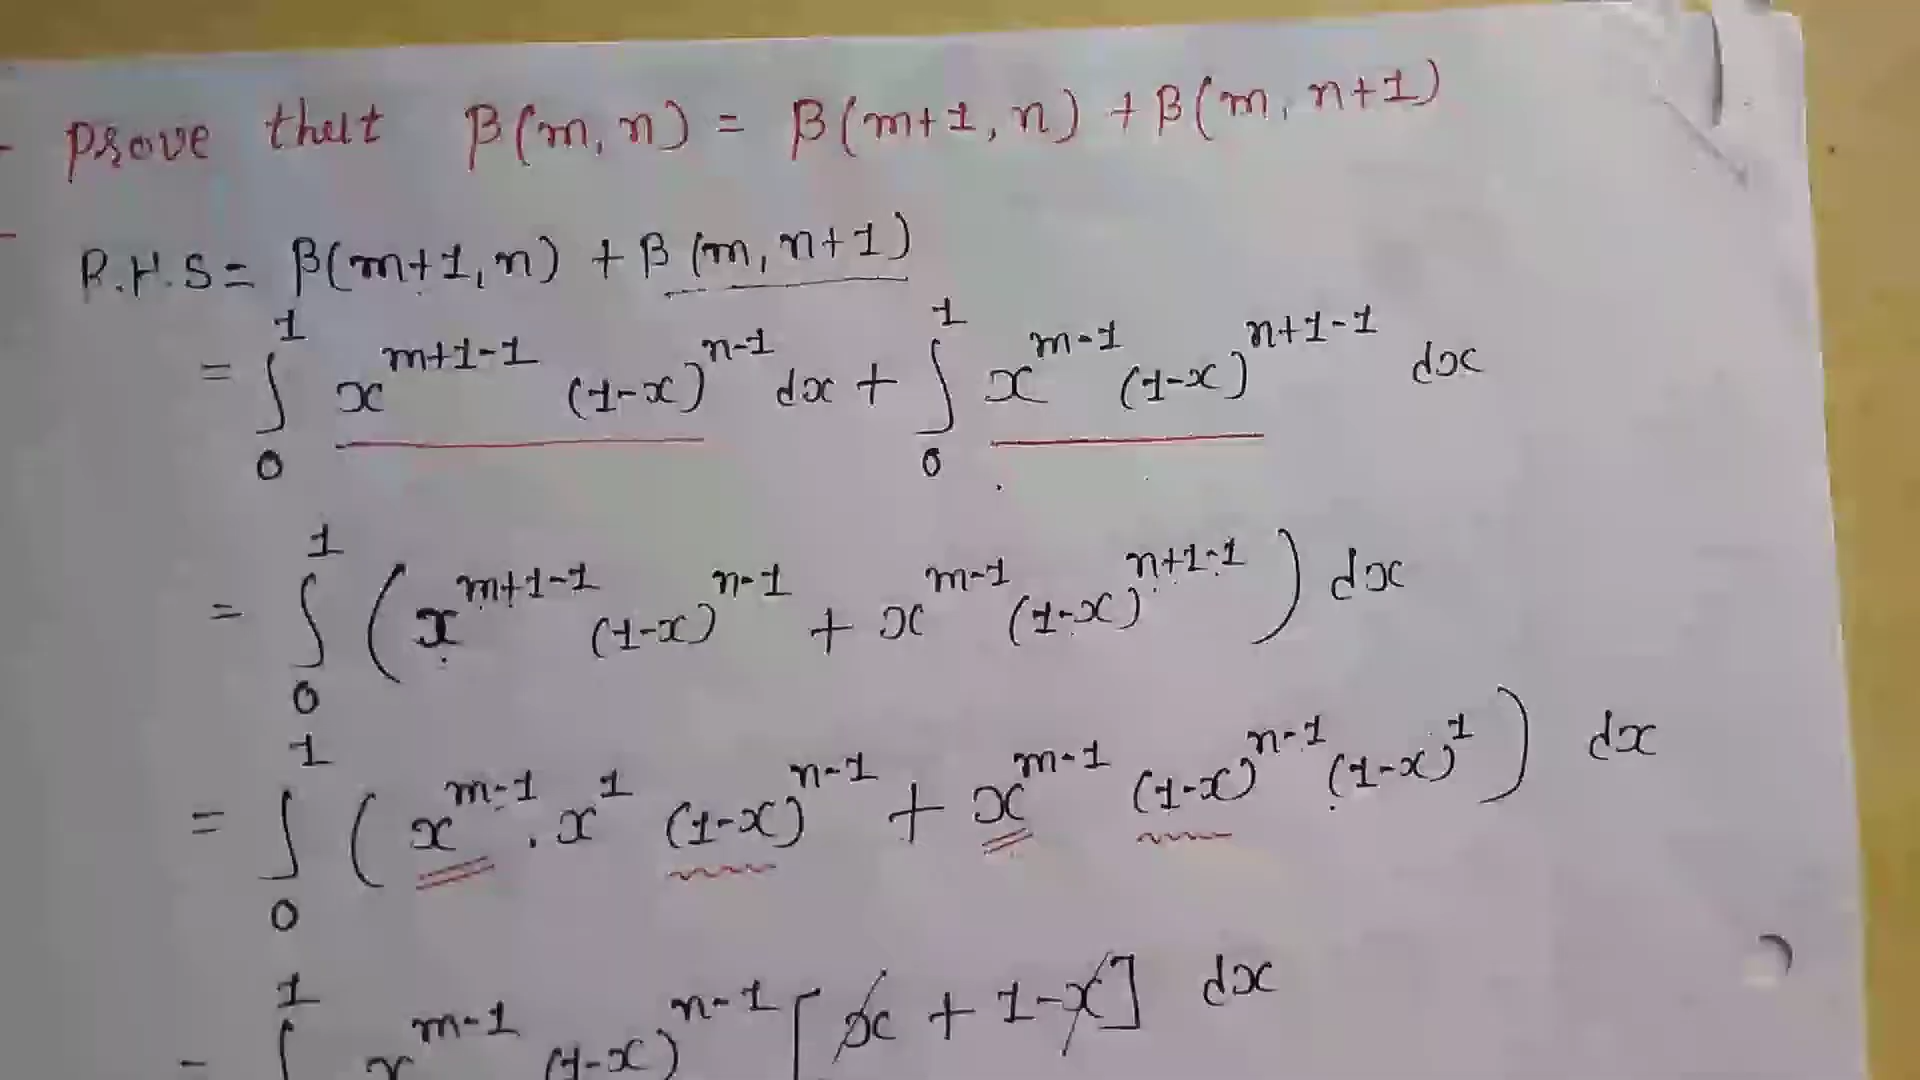 Prove that β(m, n) = β(m+1, n) + β(m, n+1)
R.H.S = β(m+1, n) + β (m, n+1)
= ∫₀¹ x^(m+1-1) (1-x)^(n-1) dx + ∫₀¹ x^(m-1) (1-x)^(n+1-1) dx
= ∫₀¹ ( x^(m+1-1) (1-x)^(n-1) + x^(m-1) (1-x)^(n+1-1) ) dx
= ∫₀¹ ( x^(m-1) . x^1 (1-x)^(n-1) + x^(m-1) (1-x)^(n-1) (1-x)^1 ) dx
= ∫¹ x^(m-1) (1-x)^(n-1) [ x + 1-x ] dx